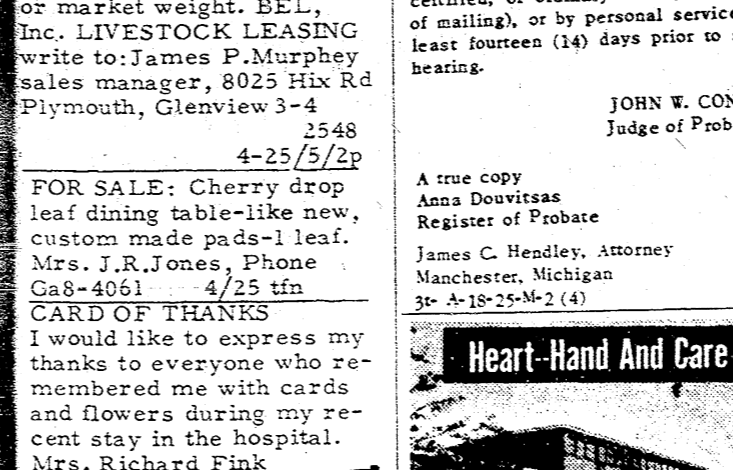 or market weight. BEL,
Inc. LIVESTOCK LEASING
write to:James P.Murphey
sales manager, 8025 Hix Rd
Plymouth, Glenview 3-4
2548
4-25/5/2p
FOR SALE: Cherry drop
leaf dining table-like new,
custom made pads-1 leaf.
Mrs. J.R.Jones, Phone
Ga8-4061 4/25 tfn
CARD OF THANKS
I would like to express my
thanks to everyone who re-
membered me with cards
and flowers during my re-
cent stay in the hospital.
Mrs. Richard Fink
of mailing), or by personal service
least fourteen (14) days prior to
hearing.
JOHN W. CON
Judge of Prob
A true copy
Anna Douvitsas
Register of Probate
James C. Hendley, Attorney
Manchester, Michigan
3t- A-18-25-M-2 (4)
Heart--Hand And Care